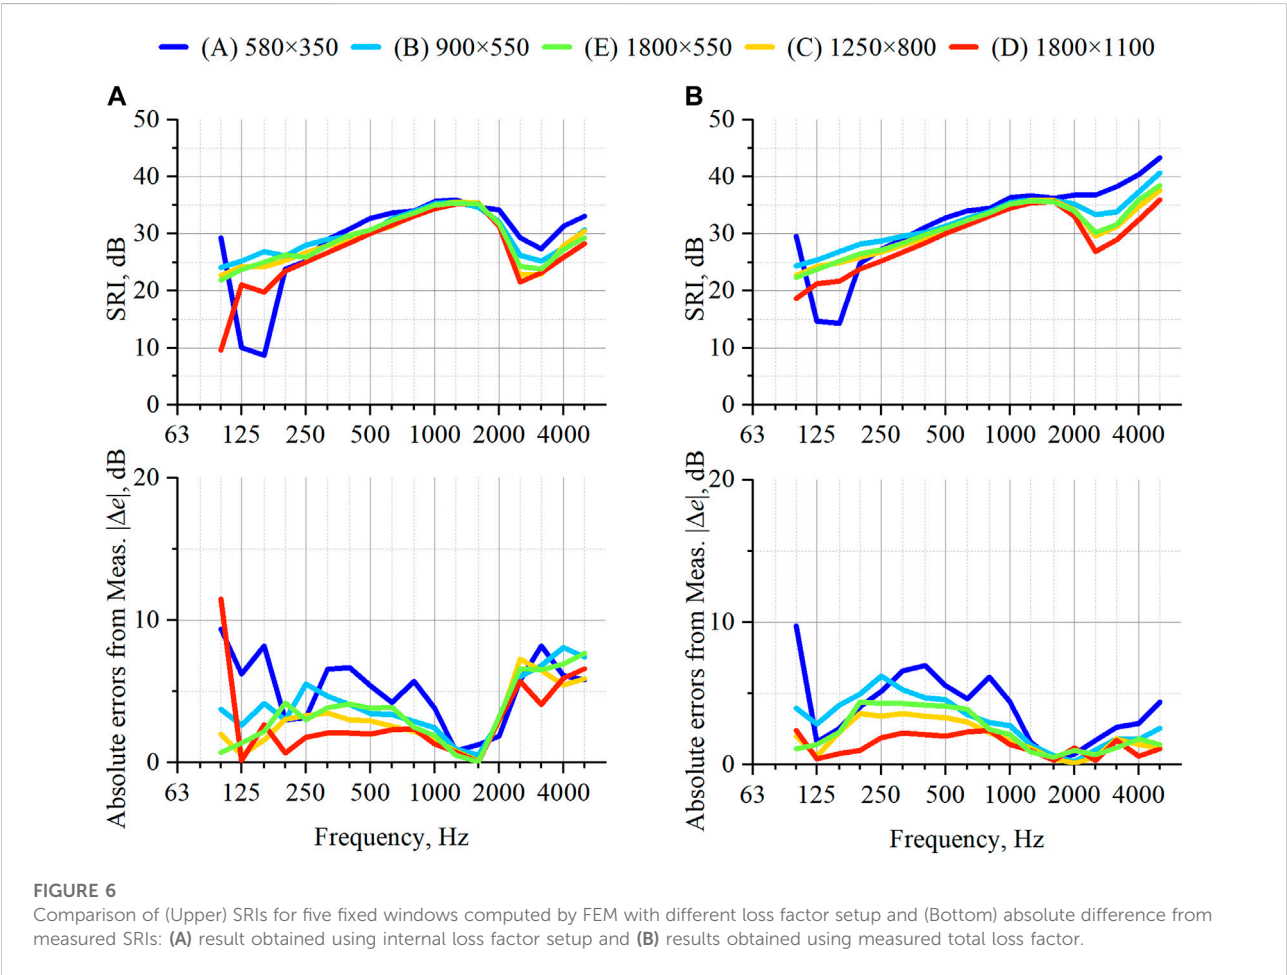 (A) 580×350 (B) 900×550 (E) 1800×550 (C) 1250×800 (D) 1800×1100
A
SRI, dB
50
40
30
20
10
0
63 125 250 500 1000 2000 4000
B
SRI, dB
50
40
30
20
10
0
63 125 250 500 1000 2000 4000
Absolute errors from Meas. |Δe|, dB
20
10
0
63 125 250 500 1000 2000 4000
Frequency, Hz
Absolute errors from Meas. |Δe|, dB
20
10
0
63 125 250 500 1000 2000 4000
Frequency, Hz
FIGURE 6
Comparison of (Upper) SRIs for five fixed windows computed by FEM with different loss factor setup and (Bottom) absolute difference from
measured SRIs: (A) result obtained using internal loss factor setup and (B) results obtained using measured total loss factor.